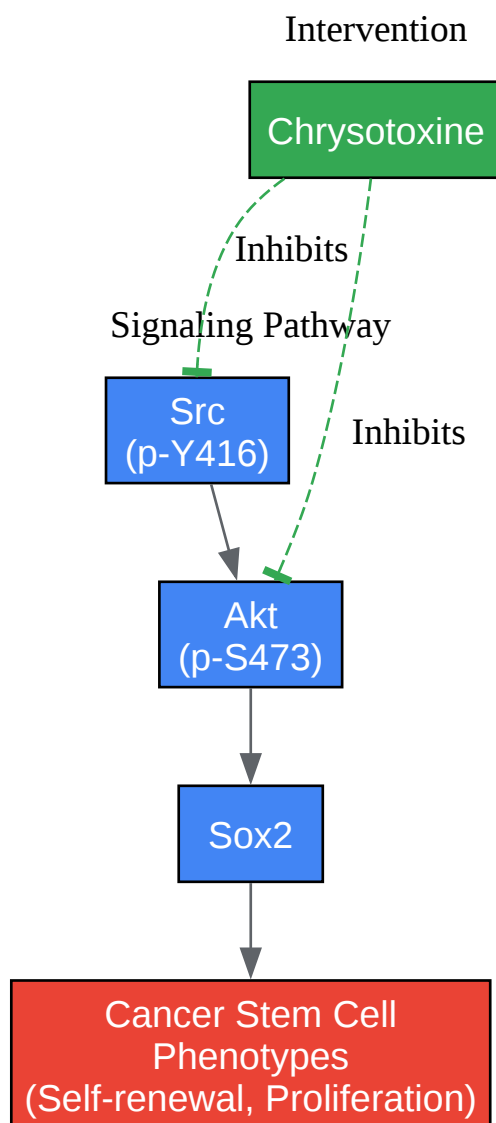 Intervention
Chrysotoxine
Inhibits
Signaling Pathway
Src
(p-Y416)
Inhibits
Akt
(p-S473)
Sox2
Cancer Stem Cell
Phenotypes
(Self-renewal, Proliferation)